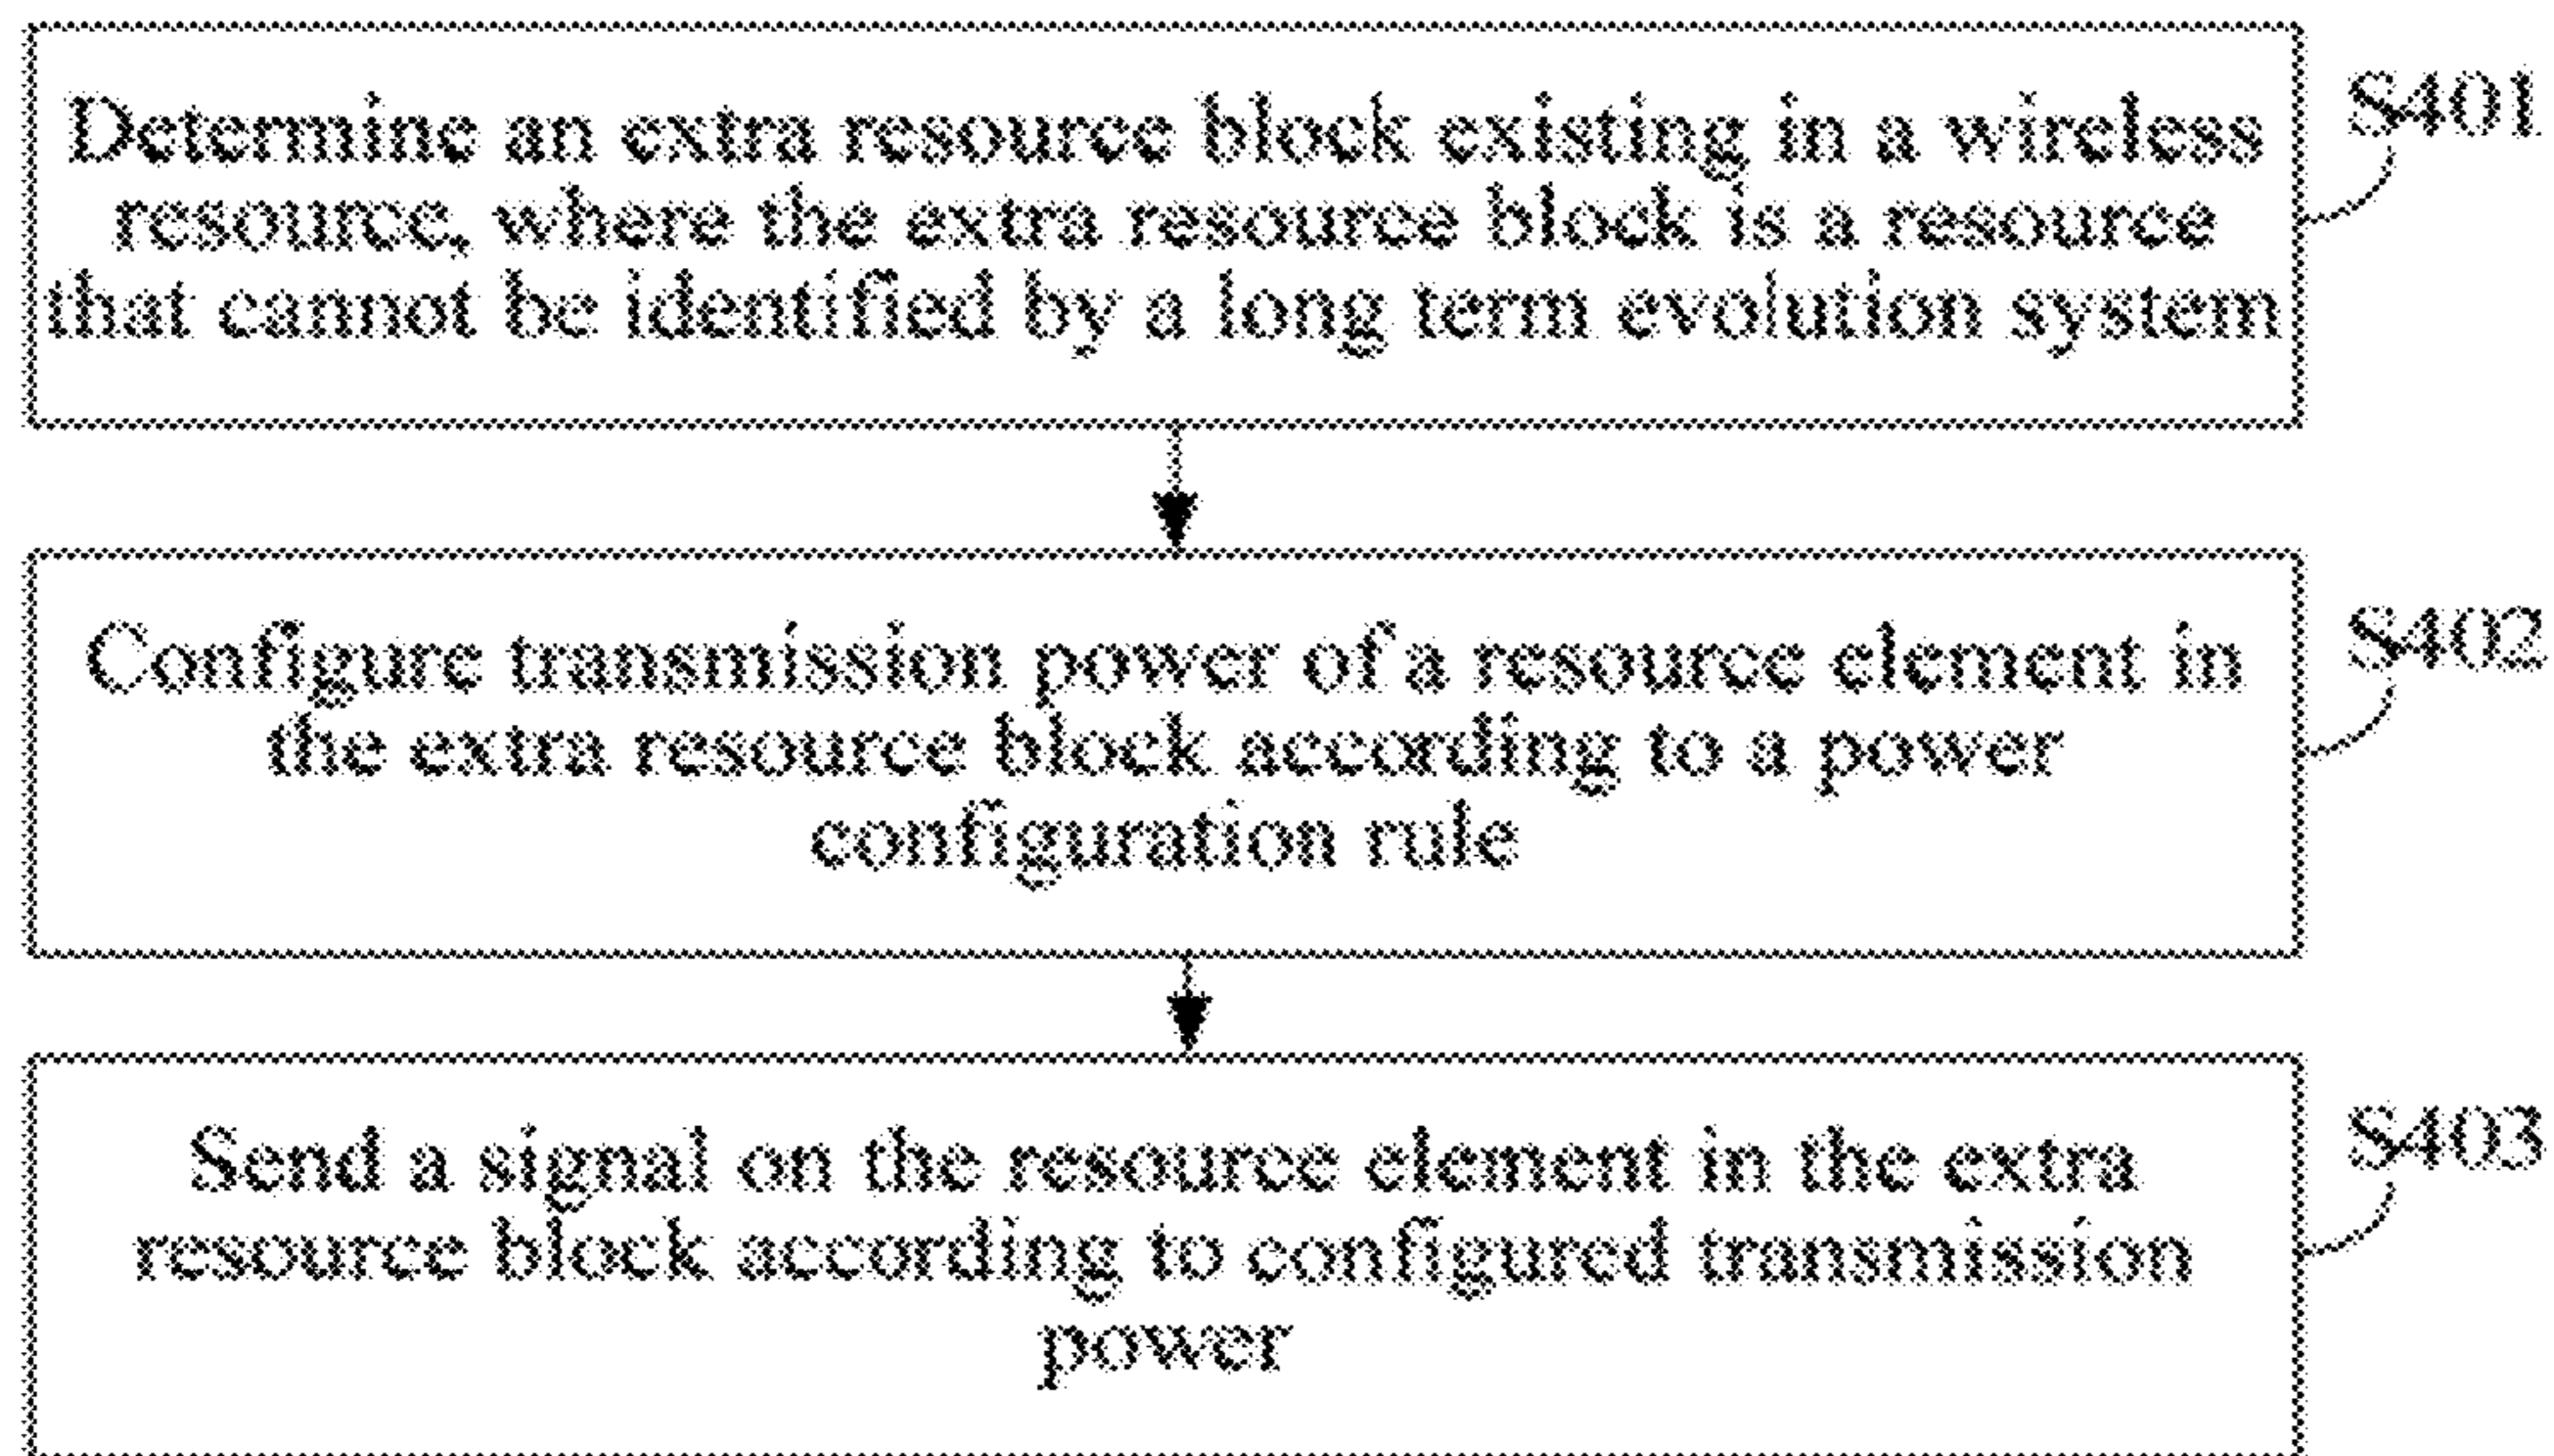 Determine an extra resource block existing in a wireless
resource, where the extra resource block is a resource
that cannot be identified by a long term evolution system
S401
Configure transmission power of a resource element in
the extra resource block according to a power
configuration rule
S402
Send a signal on the resource element in the extra
resource block according to configured transmission
power
S403